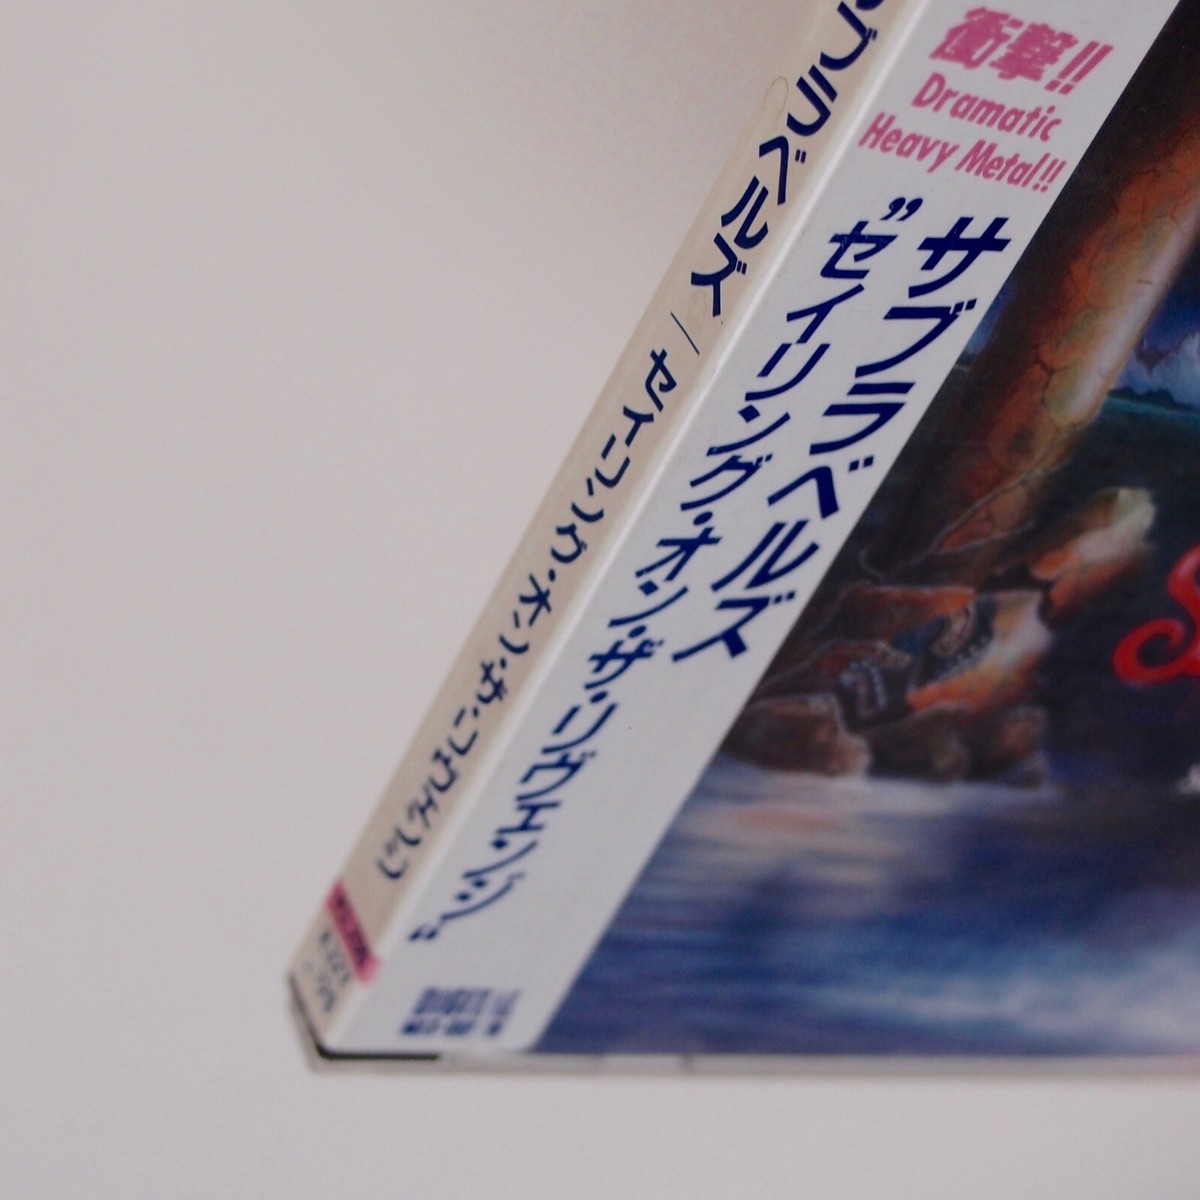 衝撃!!
Dramatic
Heavy Metal!!
サブラベルズ
“セイリング・オン・ザ・リヴェンジ”
ブラベルズ／セイリング・オン・ザ・リヴェンジ